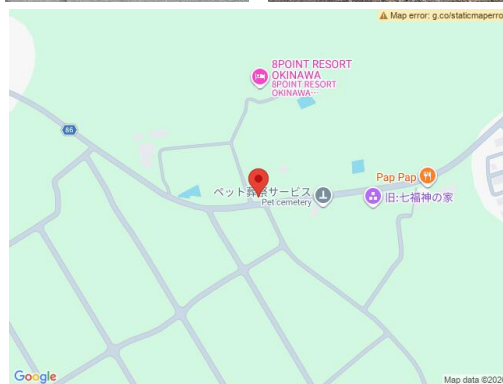 Map error: g.co/staticmaperro
8POINT RESORT
OKINAWA
8POINT RESORT
OKINAWA…
86
Pap Pap
ペット葬祭サービス
Pet cemetery
旧:七福神の家
Google
Map data ©202